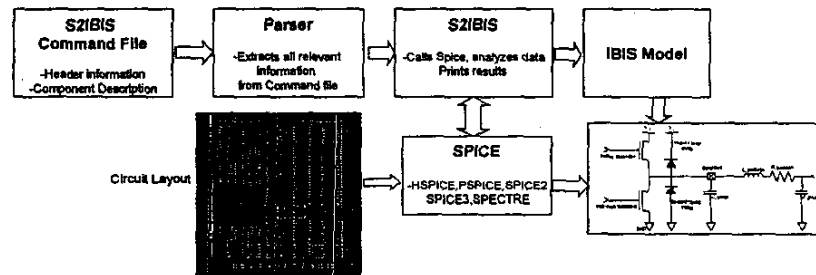 S2IBIS
Command File
-Header information
-Component Description
Parser
-Extracts all relevant
information
from Command file
S2IBIS
-Calls Spice, analyzes data
Prints results
IBIS Model
Circuit Layout
SPICE
-HSPICE,PSPICE,SPICE2
SPICE3,SPECTRE